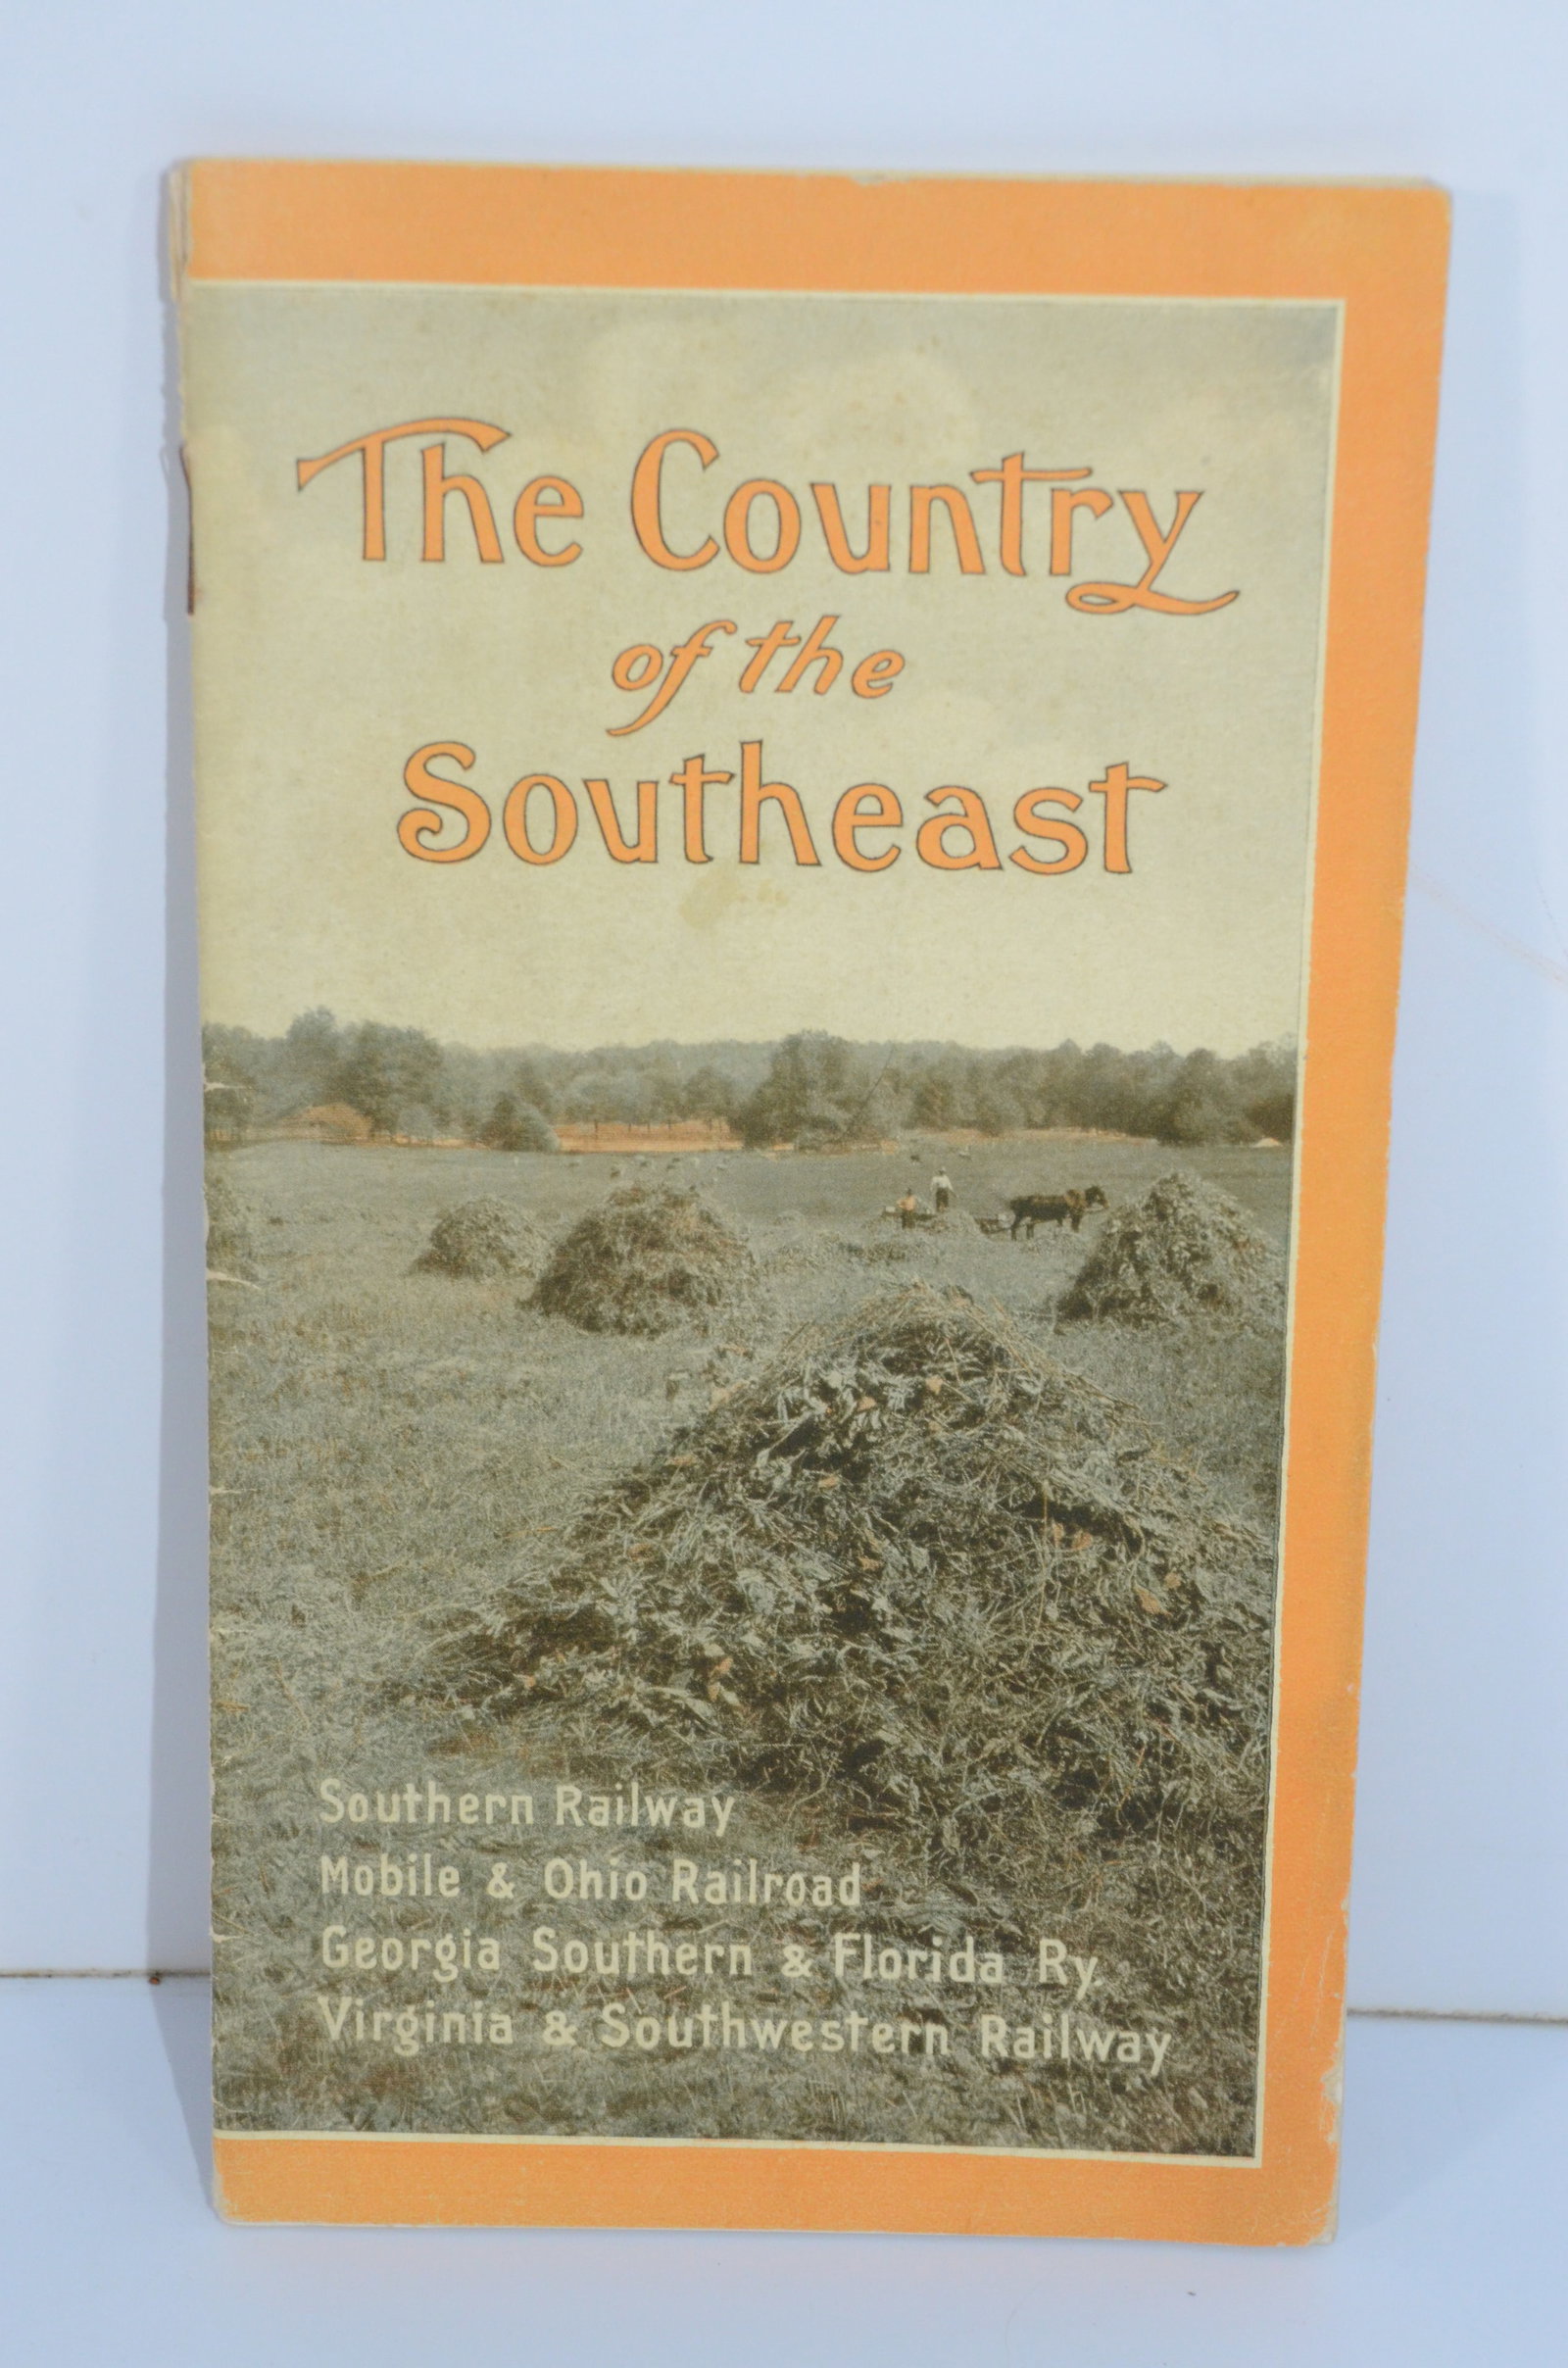 The Country
of the
Southeast
Southern Railway
Mobile & Ohio Railroad
Georgia Southern & Florida Ry.
Virginia & Southwestern Railway